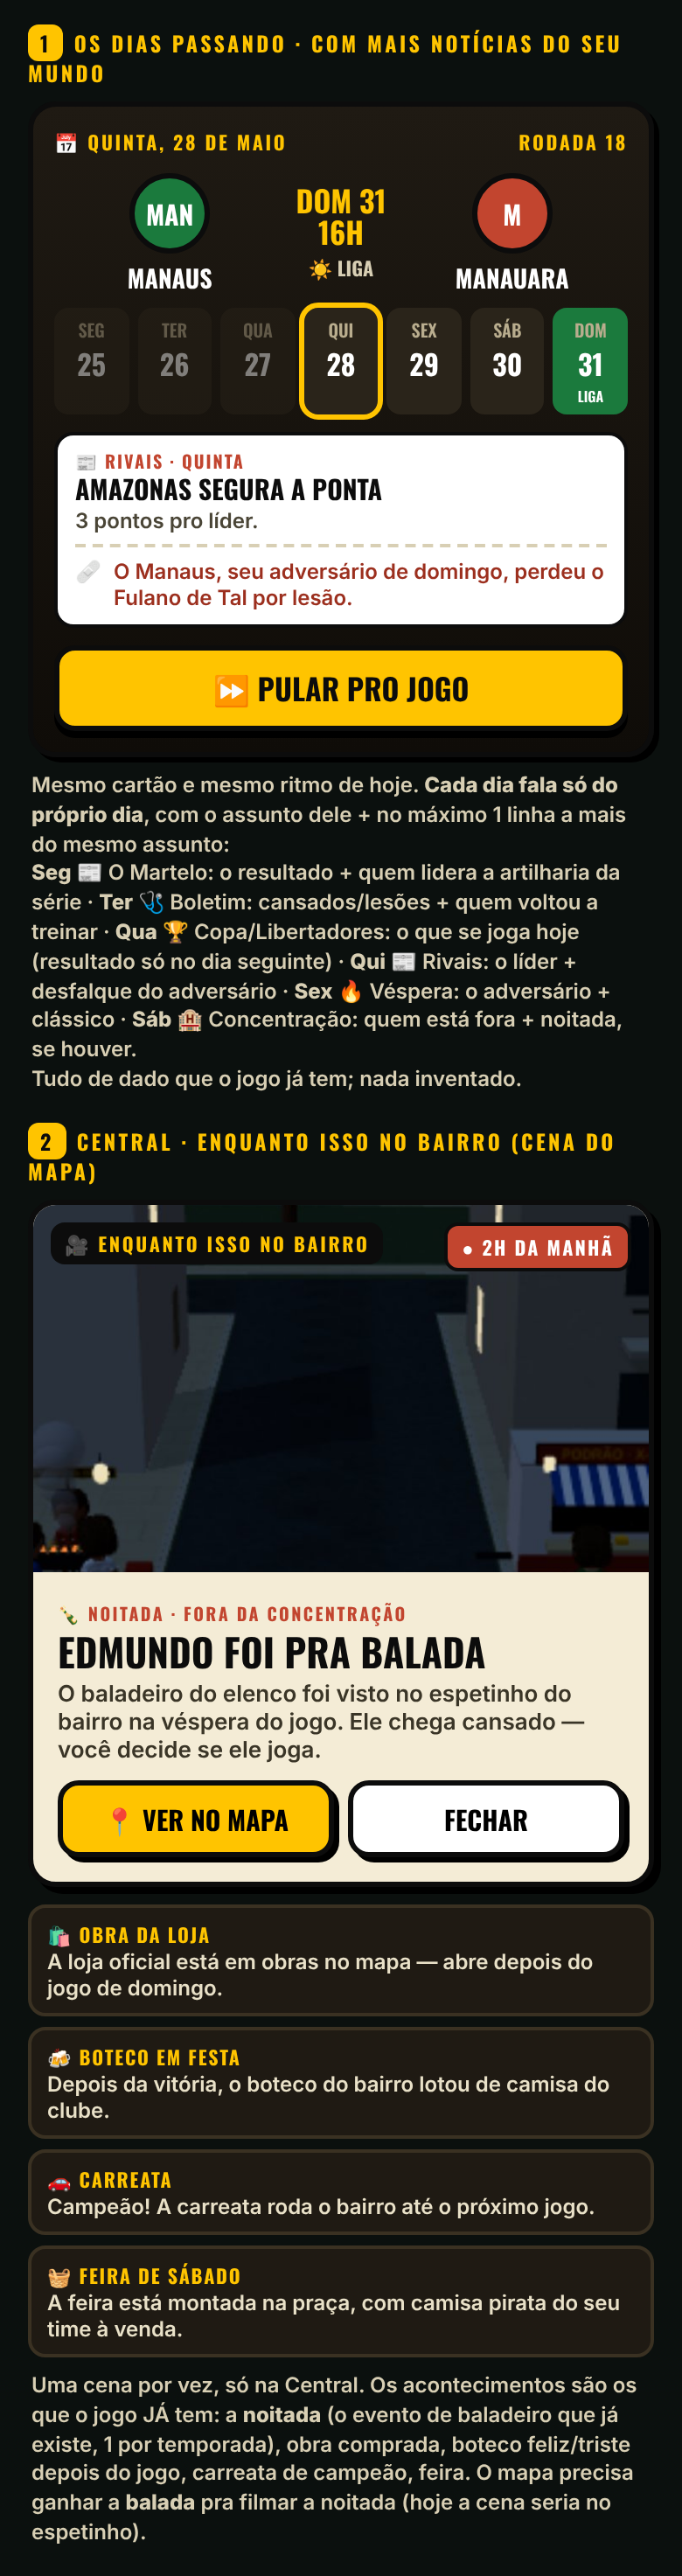 1 OS DIAS PASSANDO · COM MAIS NOTÍCIAS DO SEU
MUNDO
📅 QUINTA, 28 DE MAIO
RODADA 18
MAN
DOM 31
16H
M
MANAUS
☀️ LIGA
MANAUARA
SEG TER QUA QUI SEX SÁB DOM
25 26 27 28 29 30 31
LIGA
📰 RIVAIS · QUINTA
AMAZONAS SEGURA A PONTA
3 pontos pro líder.
🩹 O Manaus, seu adversário de domingo, perdeu o
Fulano de Tal por lesão.
⏩ PULAR PRO JOGO
Mesmo cartão e mesmo ritmo de hoje. Cada dia fala só do
próprio dia, com o assunto dele + no máximo 1 linha a mais
do mesmo assunto:
Seg 📰 O Martelo: o resultado + quem lidera a artilharia da
série · Ter 🩺 Boletim: cansados/lesões + quem voltou a
treinar · Qua 🏆 Copa/Libertadores: o que se joga hoje
(resultado só no dia seguinte) · Qui 📰 Rivais: o líder +
desfalque do adversário · Sex 🔥 Véspera: o adversário +
clássico · Sáb 🏨 Concentração: quem está fora + noitada,
se houver.
Tudo de dado que o jogo já tem; nada inventado.
2 CENTRAL · ENQUANTO ISSO NO BAIRRO (CENA DO
MAPA)
🎥 ENQUANTO ISSO NO BAIRRO
● 2H DA MANHÃ
PADRÃO
🍾 NOITADA · FORA DA CONCENTRAÇÃO
EDMUNDO FOI PRA BALADA
O baladeiro do elenco foi visto no espetinho do
bairro na véspera do jogo. Ele chega cansado —
você decide se ele joga.
📍 VER NO MAPA
FECHAR
🛍️ OBRA DA LOJA
A loja oficial está em obras no mapa — abre depois do
jogo de domingo.
🍻 BOTECO EM FESTA
Depois da vitória, o boteco do bairro lotou de camisa do
clube.
🚗 CARREATA
Campeão! A carreata roda o bairro até o próximo jogo.
🧺 FEIRA DE SÁBADO
A feira está montada na praça, com camisa pirata do seu
time à venda.
Uma cena por vez, só na Central. Os acontecimentos são os
que o jogo JÁ tem: a noitada (o evento de baladeiro que já
existe, 1 por temporada), obra comprada, boteco feliz/triste
depois do jogo, carreata de campeão, feira. O mapa precisa
ganhar a balada pra filmar a noitada (hoje a cena seria no
espetinho).